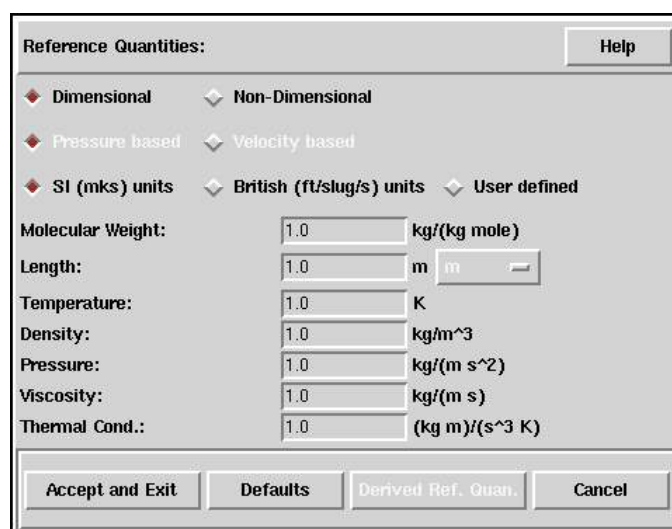 Reference Quantities: Help
Dimensional Non-Dimensional
Pressure based Velocity based
SI (mks) units British (ft/slug/s) units User defined
Molecular Weight: 1.0 kg/(kg mole)
Length: 1.0 m m
Temperature: 1.0 K
Density: 1.0 kg/m^3
Pressure: 1.0 kg/(m s^2)
Viscosity: 1.0 kg/(m s)
Thermal Cond.: 1.0 (kg m)/(s^3 K)
Accept and Exit Defaults Derived Ref. Quan. Cancel